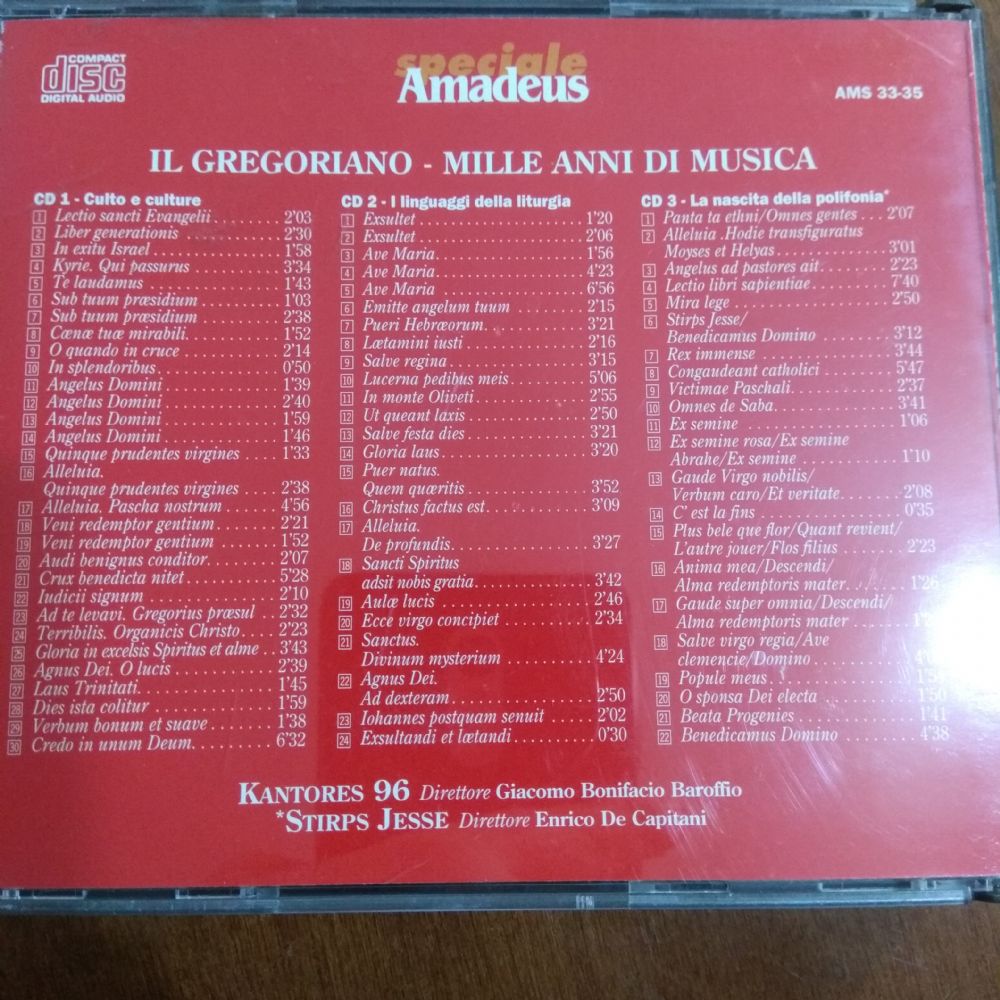 COMPACT
disc
DIGITAL AUDIO
speciale
Amadeus
AMS 33-35
IL GREGORIANO - MILLE ANNI DI MUSICA
CD 1 - Culto e culture
1 Lectio sancti Evangelii 2'03
2 Liber generationis 2'30
3 In exitu Israel 1'58
4 Kyrie. Qui passurus 3'34
5 Te laudamus 1'43
6 Sub tuum præsidium 1'03
7 Sub tuum præsidium 2'38
8 Cœnæ tuæ mirabili. 1'52
9 O quando in cruce 2'14
10 In splendoribus 0'50
11 Angelus Domini 1'39
12 Angelus Domini 2'40
13 Angelus Domini 1'59
14 Angelus Domini 1'46
15 Quinque prudentes virgines 1'33
16 Alleluia.
Quinque prudentes virgines 2'38
17 Alleluia. Pascha nostrum 4'56
18 Veni redemptor gentium 2'21
19 Veni redemptor gentium 1'52
20 Audi benignus conditor 2'07
21 Crux benedicta nitet 5'28
22 Iudicii signum 2'10
23 Ad te levavi. Gregorius præsul 2'32
24 Terribilis. Organicis Christo 2'23
25 Gloria in excelsis Spiritus et alme 3'43
26 Agnus Dei. O lucis 2'39
27 Laus Trinitati. 1'45
28 Dies ista colitur 1'59
29 Verbum bonum et suave 1'38
30 Credo in unum Deum 6'32
CD 2 - I linguaggi della liturgia
1 Exsultet 1'20
2 Exsultet 2'06
3 Ave Maria 1'56
4 Ave Maria 4'23
5 Ave Maria 6'56
6 Emitte angelum tuum 2'15
7 Pueri Hebræorum 3'21
8 Lætamini iusti 2'16
9 Salve regina 3'15
10 Lucerna pedibus meis 5'06
11 In monte Oliveti 2'55
12 Ut queant laxis 2'50
13 Salve festa dies 3'21
14 Gloria laus 3'20
15 Puer natus.
Quem quæritis 3'52
16 Christus factus est 3'09
17 Alleluia.
De profundis 3'27
18 Sancti Spiritus
adsit nobis gratia 3'42
19 Aulæ lucis 2'46
20 Ecce virgo concipiet 2'34
21 Sanctus.
Divinum mysterium 4'24
22 Agnus Dei.
Ad dexteram 2'50
23 Iohannes postquam senuit 2'02
24 Exsultandi et lætandi 0'30
CD 3 - La nascita della polifonia*
1 Panta ta ethni/Omnes gentes 2'07
2 Alleluia .Hodie transfiguratus
Moyses et Helyas 3'01
3 Angelus ad pastores ait 2'23
4 Lectio libri sapientiae 7'40
5 Mira lege 2'50
6 Stirps Jesse/
Benedicamus Domino 3'12
7 Rex immense 3'44
8 Congaudeant catholici 5'47
9 Victimae Paschali 2'37
10 Omnes de Saba 3'41
11 Ex semine 1'06
12 Ex semine rosa/Ex semine
Abrahe/Ex semine 1'10
13 Gaude Virgo nobilis/
Verbum caro/Et veritate 2'08
14 C' est la fins 0'35
15 Plus bele que flor/Quant revient/
L'autre jouer/Flos filius 2'23
16 Anima mea/Descendi/
Alma redemptoris mater 1'26
17 Gaude super omnia/Descendi/
Alma redemptoris mater
18 Salve virgo regia/Ave
clemencie/Domino
19 Popule meus
20 O sponsa Dei electa 1'50
21 Beata Progenies 1'41
22 Benedicamus Domino 4'38
KANTORES 96 Direttore Giacomo Bonifacio Baroffio
*STIRPS JESSE Direttore Enrico De Capitani